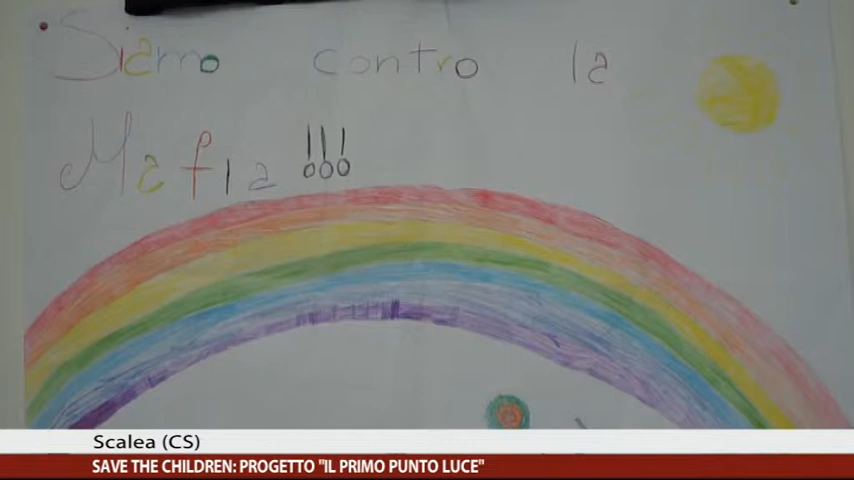 Siamo contro la
Mafia !!!
Scalea (CS)
SAVE THE CHILDREN: PROGETTO "IL PRIMO PUNTO LUCE"